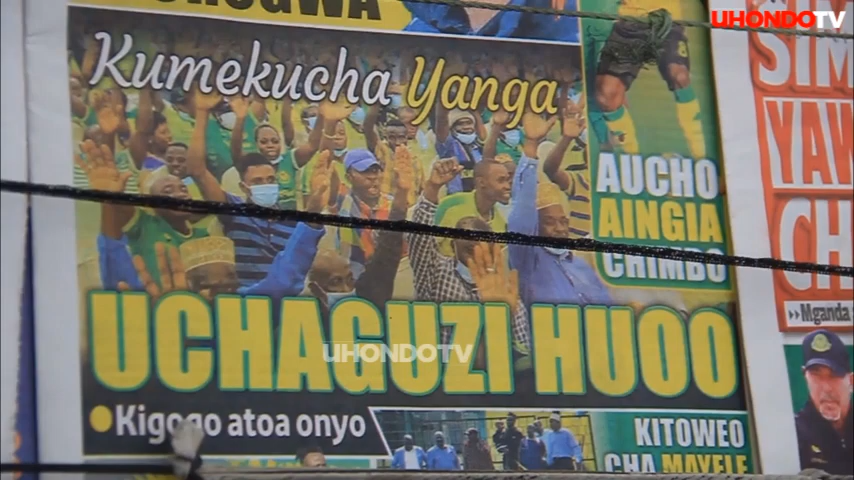 UHONDOTV
Kumekucha Yanga
AUCHO
AINGIA
CHIMBO
UCHAGUZI HUOO
UHONDOTV
Kigogo atoa onyo
KITOWEO
CHA MAYELE
Mganda